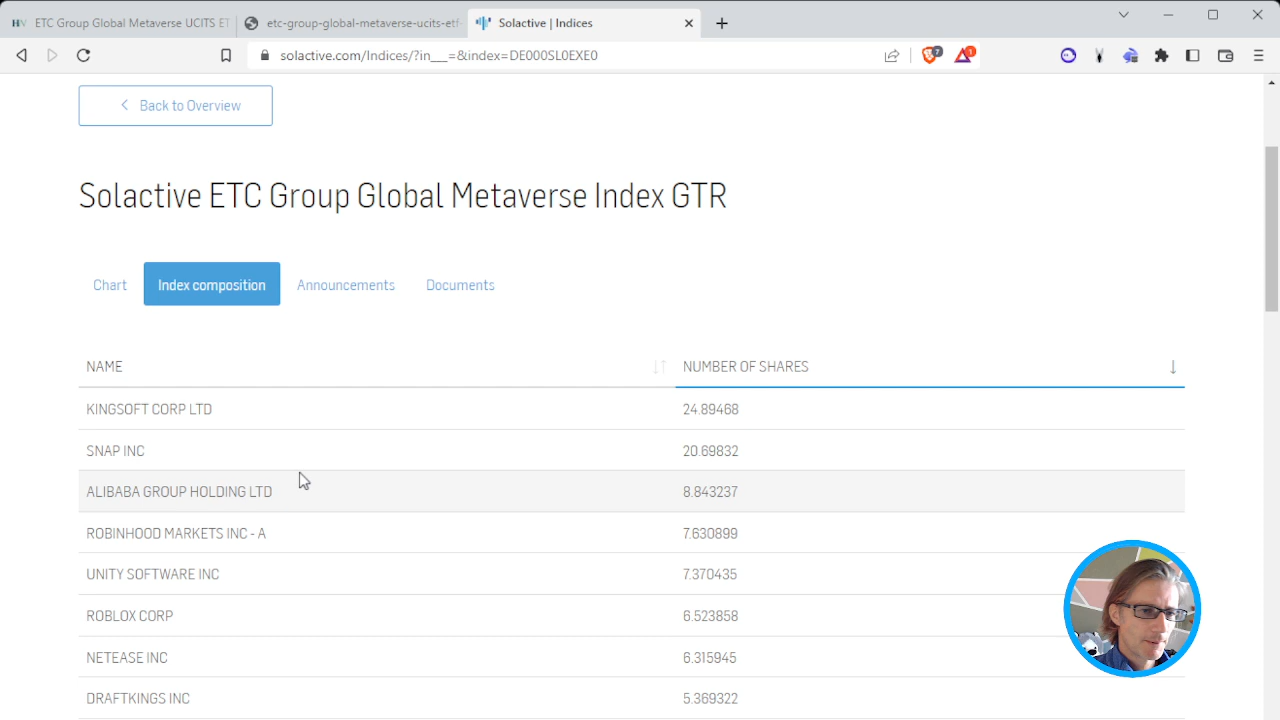 ETC Group Global Metaverse UCITS ET
etc-group-global-metaverse-ucits-etf-
Solactive | Indices
solactive.com/Indices/?in___=&index=DE000SL0EXE0
7
1
Back to Overview
Solactive ETC Group Global Metaverse Index GTR
Chart
Index composition
Announcements
Documents
NAME NUMBER OF SHARES
KINGSOFT CORP LTD 24.89468
SNAP INC 20.69832
ALIBABA GROUP HOLDING LTD 8.843237
ROBINHOOD MARKETS INC - A 7.630899
UNITY SOFTWARE INC 7.370435
ROBLOX CORP 6.523858
NETEASE INC 6.315945
DRAFTKINGS INC 5.369322